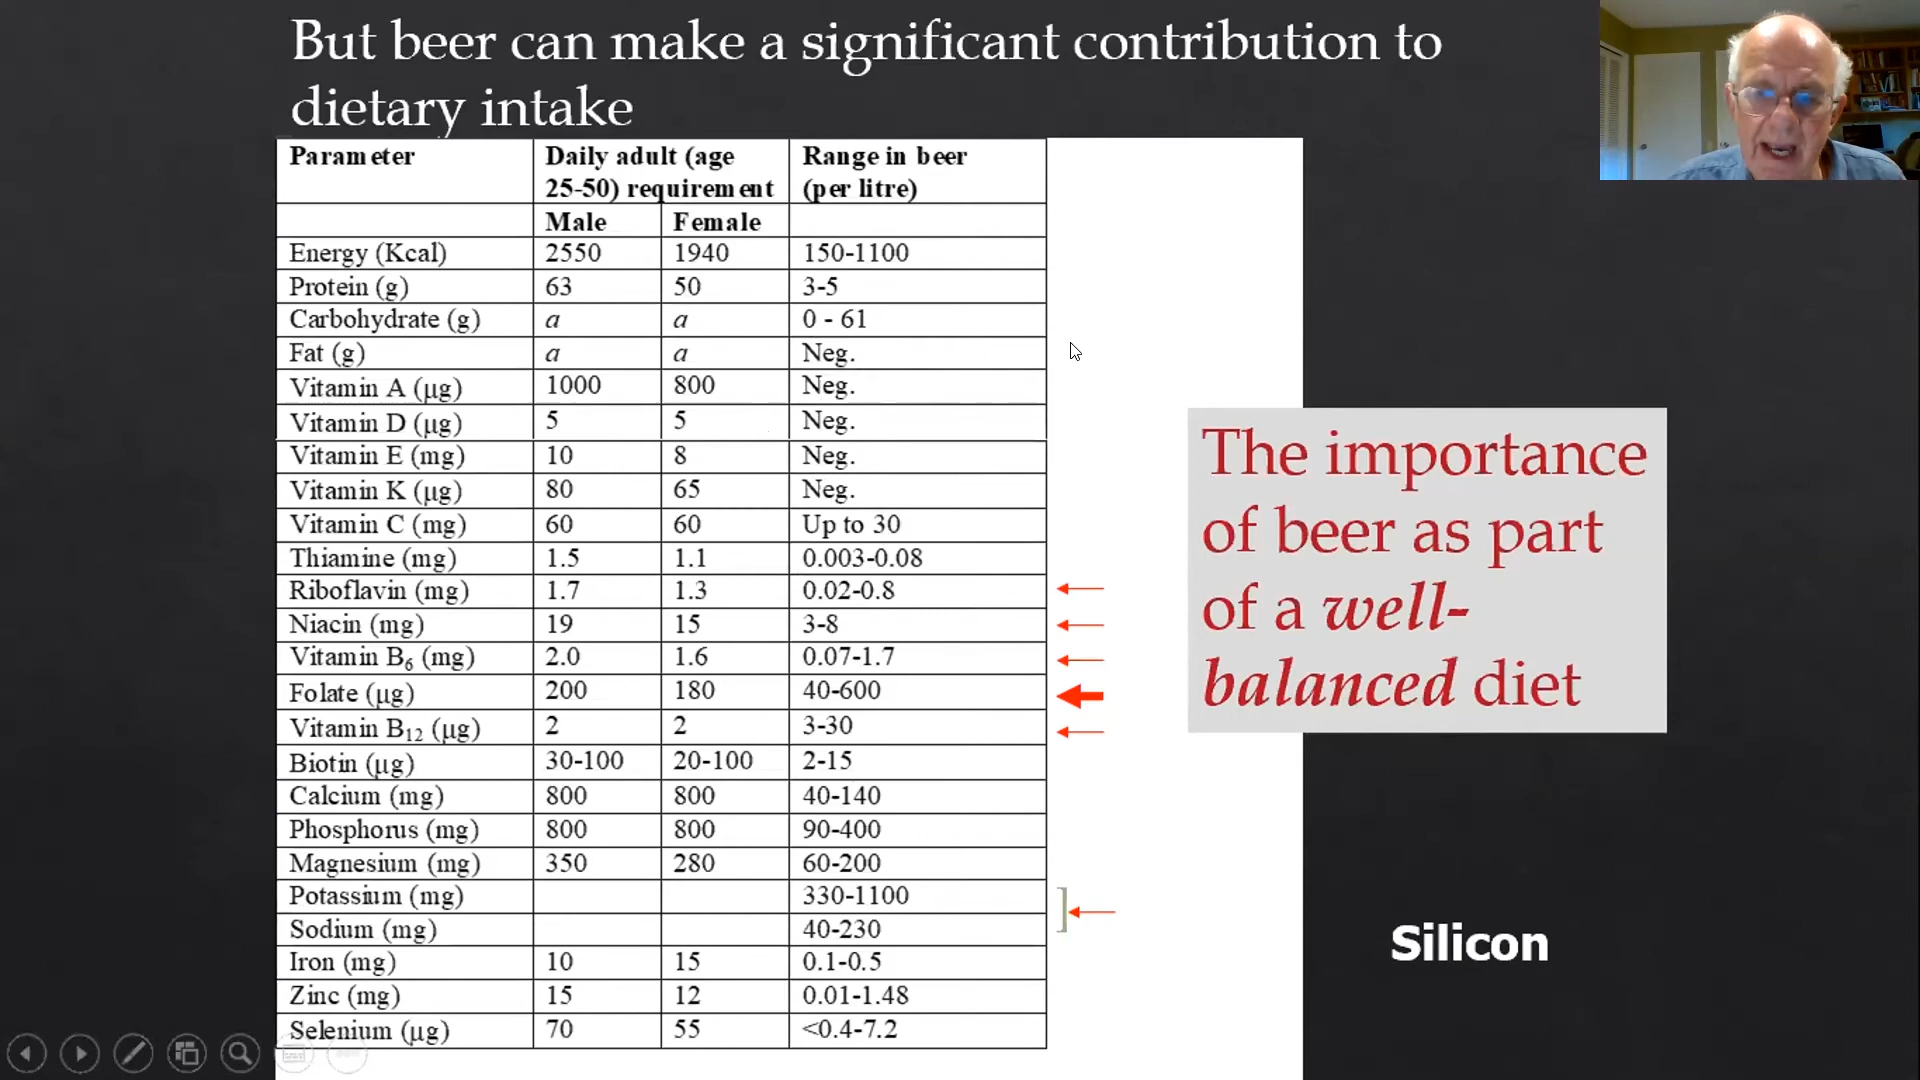 But beer can make a significant contribution to
dietary intake
Parameter Daily adult (age Range in beer
25-50) requirement (per litre)
Male Female
Energy (Kcal) 2550 1940 150-1100
Protein (g) 63 50 3-5
Carbohydrate (g) a a 0 - 61
Fat (g) a a Neg.
Vitamin A (μg) 1000 800 Neg.
Vitamin D (μg) 5 5 Neg.
Vitamin E (mg) 10 8 Neg.
Vitamin K (μg) 80 65 Neg.
Vitamin C (mg) 60 60 Up to 30
Thiamine (mg) 1.5 1.1 0.003-0.08
Riboflavin (mg) 1.7 1.3 0.02-0.8
Niacin (mg) 19 15 3-8
Vitamin B6 (mg) 2.0 1.6 0.07-1.7
Folate (μg) 200 180 40-600
Vitamin B12 (μg) 2 2 3-30
Biotin (μg) 30-100 20-100 2-15
Calcium (mg) 800 800 40-140
Phosphorus (mg) 800 800 90-400
Magnesium (mg) 350 280 60-200
Potassium (mg) 330-1100
Sodium (mg) 40-230
Iron (mg) 10 15 0.1-0.5
Zinc (mg) 15 12 0.01-1.48
Selenium (μg) 70 55 <0.4-7.2
The importance
of beer as part
of a well-
balanced diet
Silicon